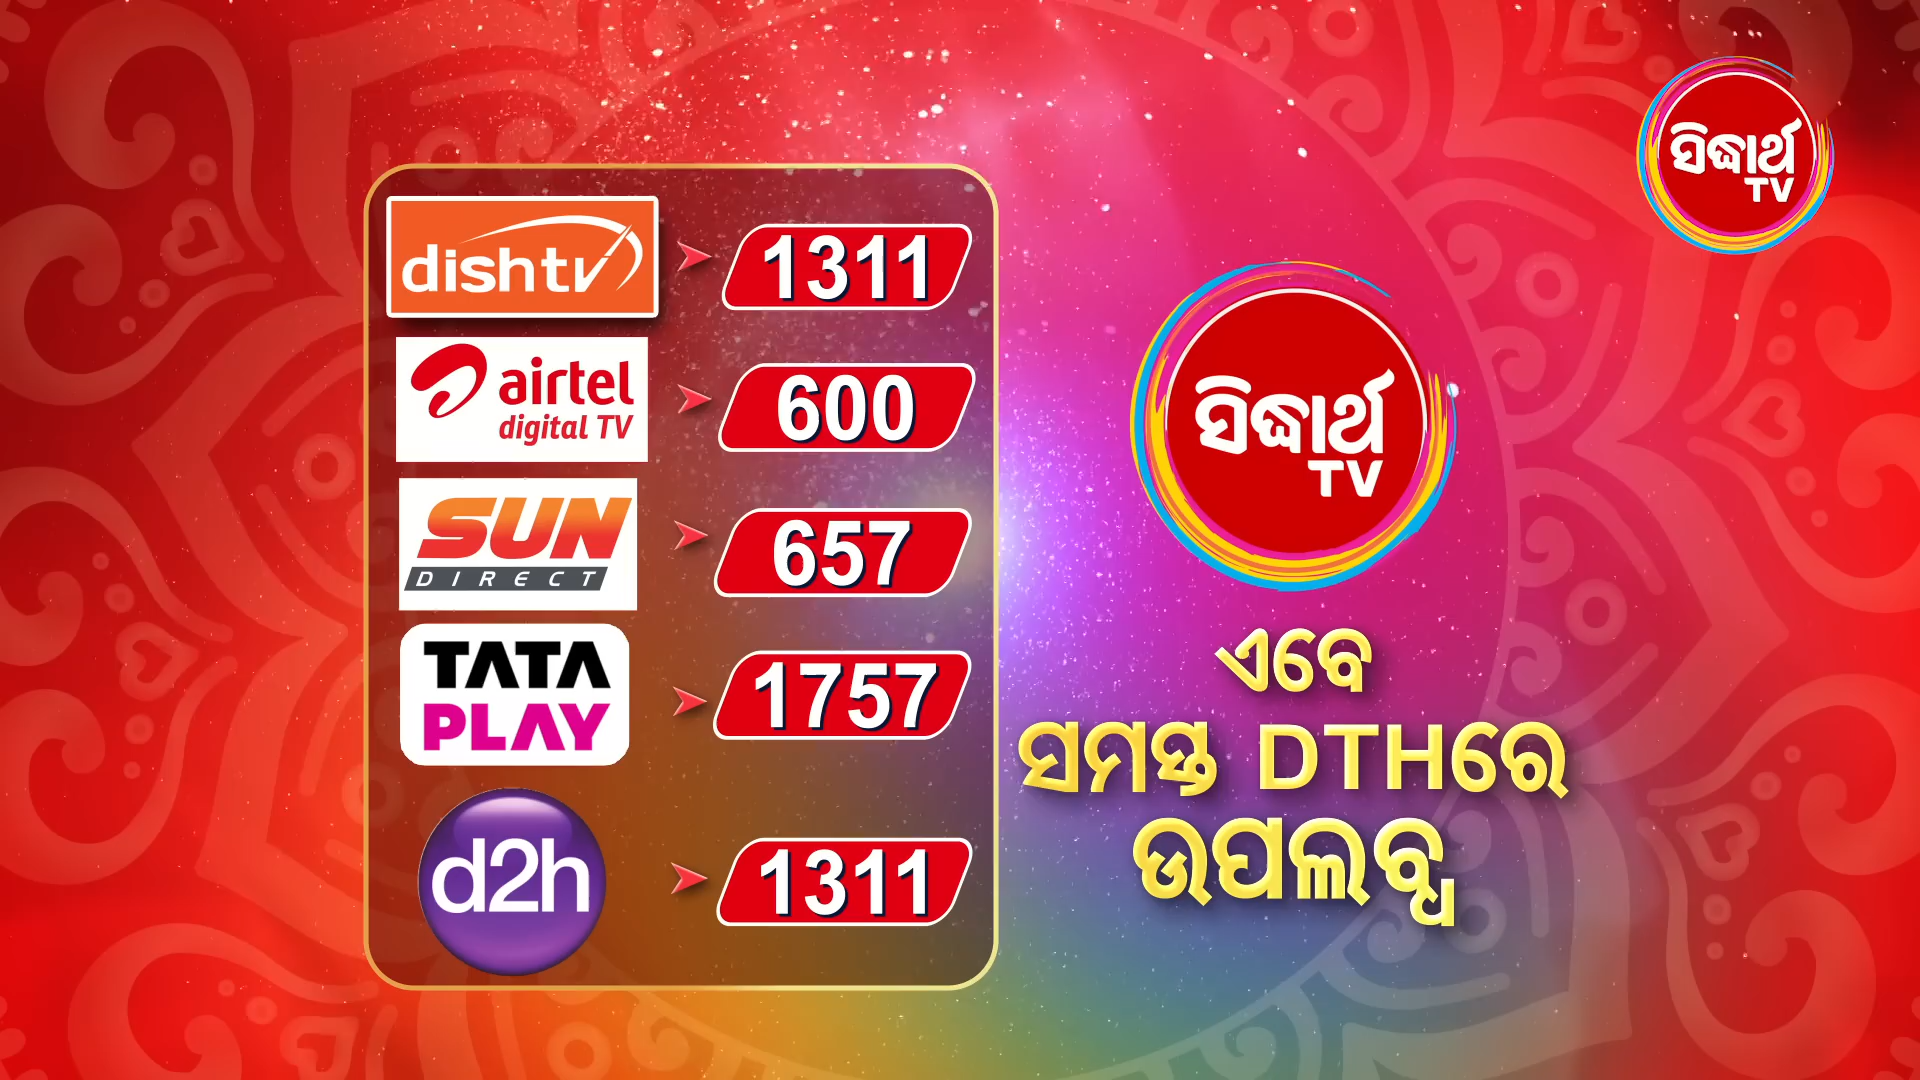 dishtv
1311
airtel
digital TV
600
SUN
DIRECT
657
TATA
PLAY
1757
d2h
1311
ସିଦ୍ଧାର୍ଥ
TV
ସିଦ୍ଧାର୍ଥ
TV
ଏବେ
ସମସ୍ତ DTHରେ
ଉପଲବ୍ଧ